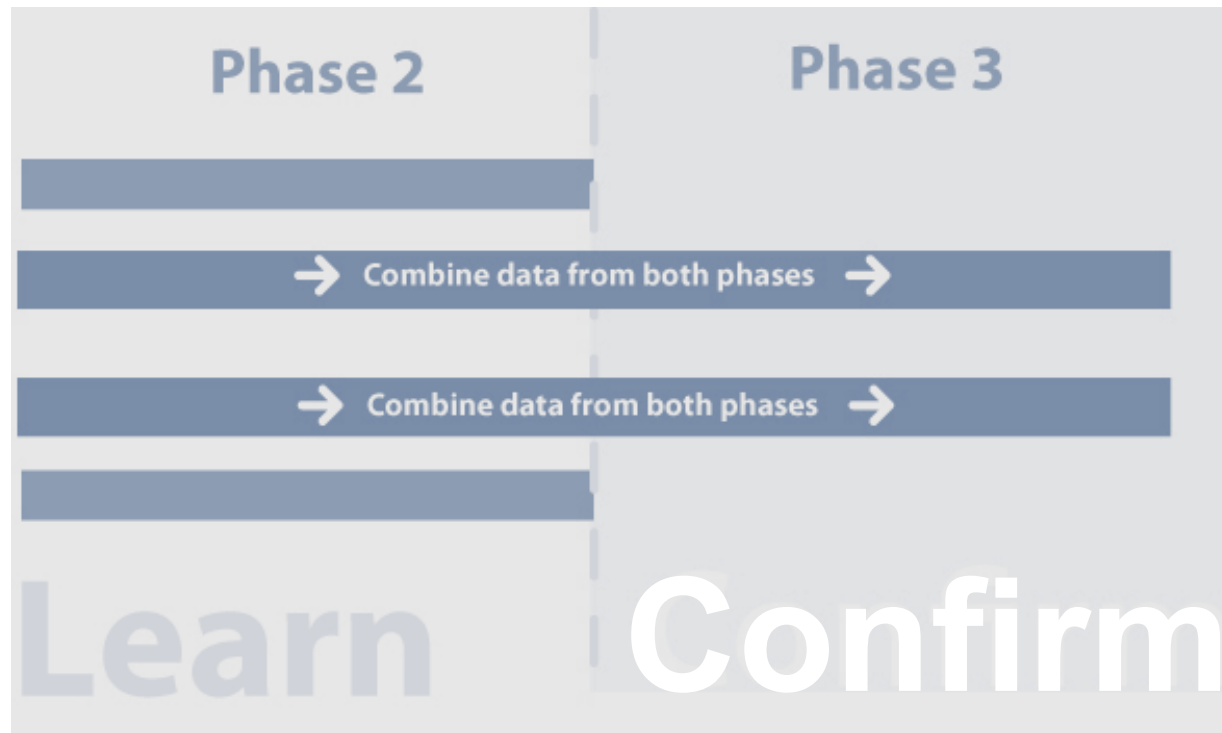 Phase 2
Phase 3
→ Combine data from both phases →
→ Combine data from both phases →
Learn
Confirm